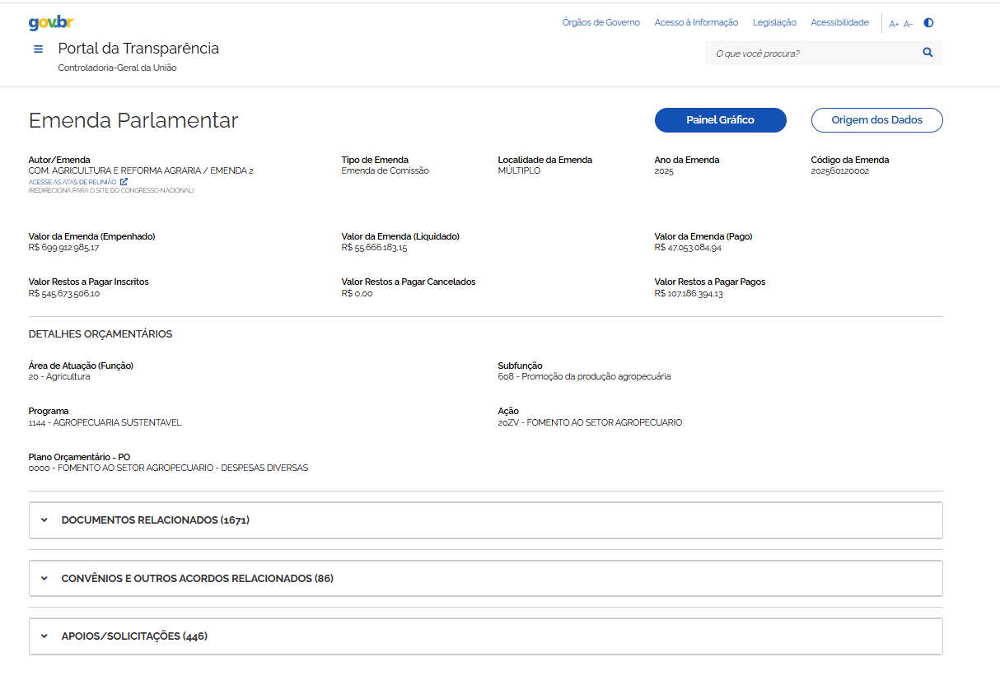 gov.br
Órgãos de Governo Acesso à Informação Legislação Acessibilidade A+ A-
Portal da Transparência
O que você procura?
Controladoria-Geral da União
Emenda Parlamentar
Painel Gráfico Origem dos Dados
Autor/Emenda Tipo de Emenda Localidade da Emenda Ano da Emenda Código da Emenda
COM. AGRICULTURA E REFORMA AGRARIA / EMENDA 2 Emenda de Comissão MÚLTIPLO 2025 202560120002
ACESSE AS ATAS DE REUNIÃO
(REDIRECIONA PARA O SITE DO CONGRESSO NACIONAL)
Valor da Emenda (Empenhado) Valor da Emenda (Liquidado) Valor da Emenda (Pago)
R$ 699.912.985,17 R$ 55.666.183,15 R$ 47.053.084,94
Valor Restos a Pagar Inscritos Valor Restos a Pagar Cancelados Valor Restos a Pagar Pagos
R$ 545.673.506,10 R$ 0,00 R$ 107.186.394,13
DETALHES ORÇAMENTÁRIOS
Área de Atuação (Função) Subfunção
20 - Agricultura 608 - Promoção da produção agropecuária
Programa Ação
1144 - AGROPECUARIA SUSTENTAVEL 20ZV - FOMENTO AO SETOR AGROPECUARIO
Plano Orçamentário - PO
0000 - FOMENTO AO SETOR AGROPECUARIO - DESPESAS DIVERSAS
DOCUMENTOS RELACIONADOS (1671)
CONVÊNIOS E OUTROS ACORDOS RELACIONADOS (86)
APOIOS/SOLICITAÇÕES (446)